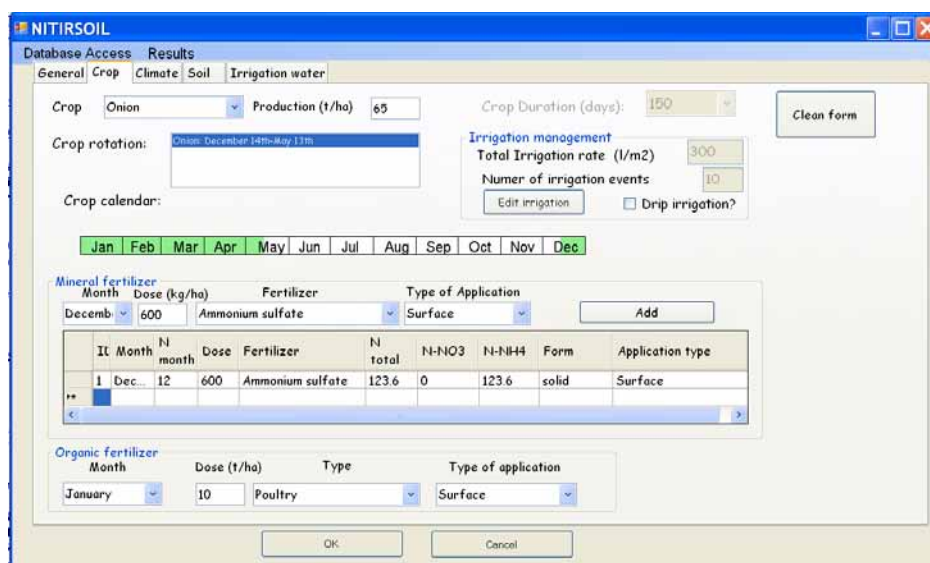 NITIRSOIL
Database Access Results
General Crop Climate Soil Irrigation water
Crop Onion Production (t/ha) 65 Crop Duration (days): 150 Clean form
Crop rotation: Onion: December 14th-May 13th
Irrigation management
Total Irrigation rate (l/m2) 300
Numer of irrigation events 10
Edit irrigation Drip irrigation?
Crop calendar:
Jan Feb Mar Apr May Jun Jul Aug Sep Oct Nov Dec
Mineral fertilizer
Month Dose (kg/ha) Fertilizer Type of Application
Decemb 600 Ammonium sulfate Surface Add
Month N month Dose Fertilizer N total N-NO3 N-NH4 Form Application type
1 Dec... 12 600 Ammonium sulfate 123.6 0 123.6 solid Surface
Organic fertilizer
Month Dose (t/ha) Type Type of application
January 10 Poultry Surface
OK Cancel